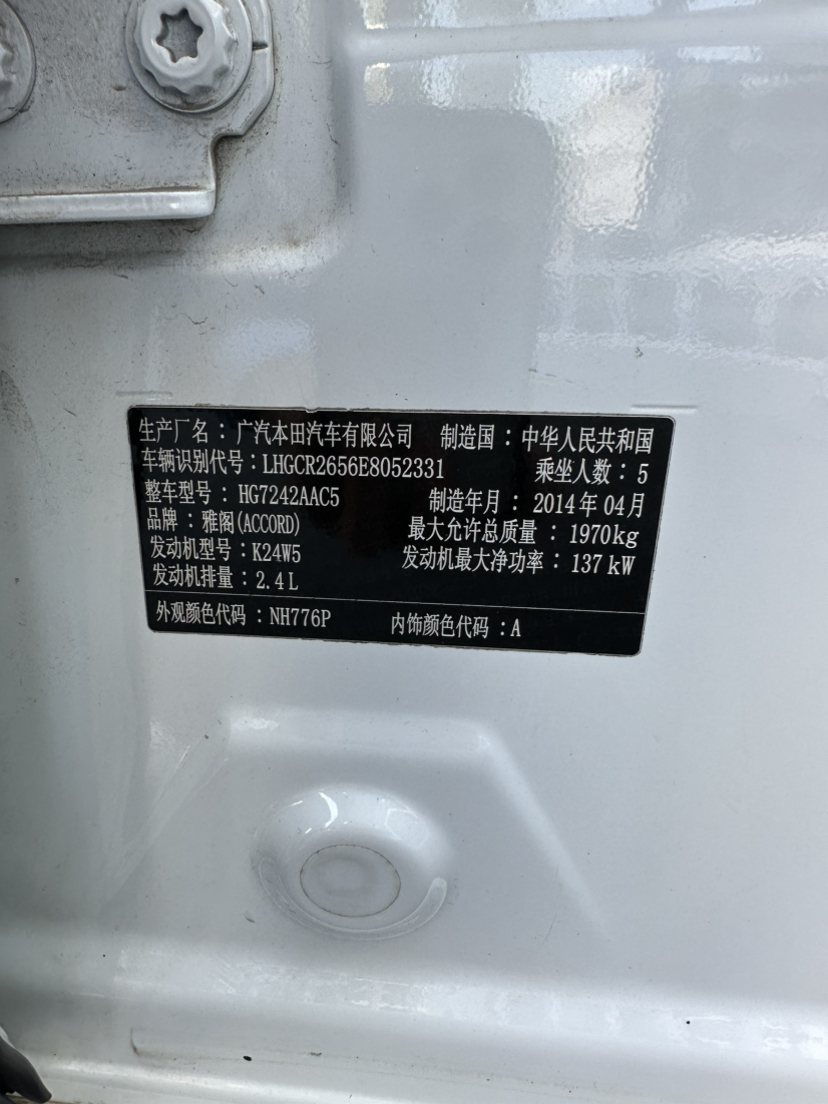 生产厂名：广汽本田汽车有限公司 制造国：中华人民共和国
车辆识别代号：LHGCR2656E8052331 乘坐人数：5
整车型号：HG7242AAC5 制造年月：2014年04月
品牌：雅阁(ACCORD) 最大允许总质量：1970kg
发动机型号：K24W5 发动机最大净功率：137kW
发动机排量：2.4L
外观颜色代码：NH776P 内饰颜色代码：A